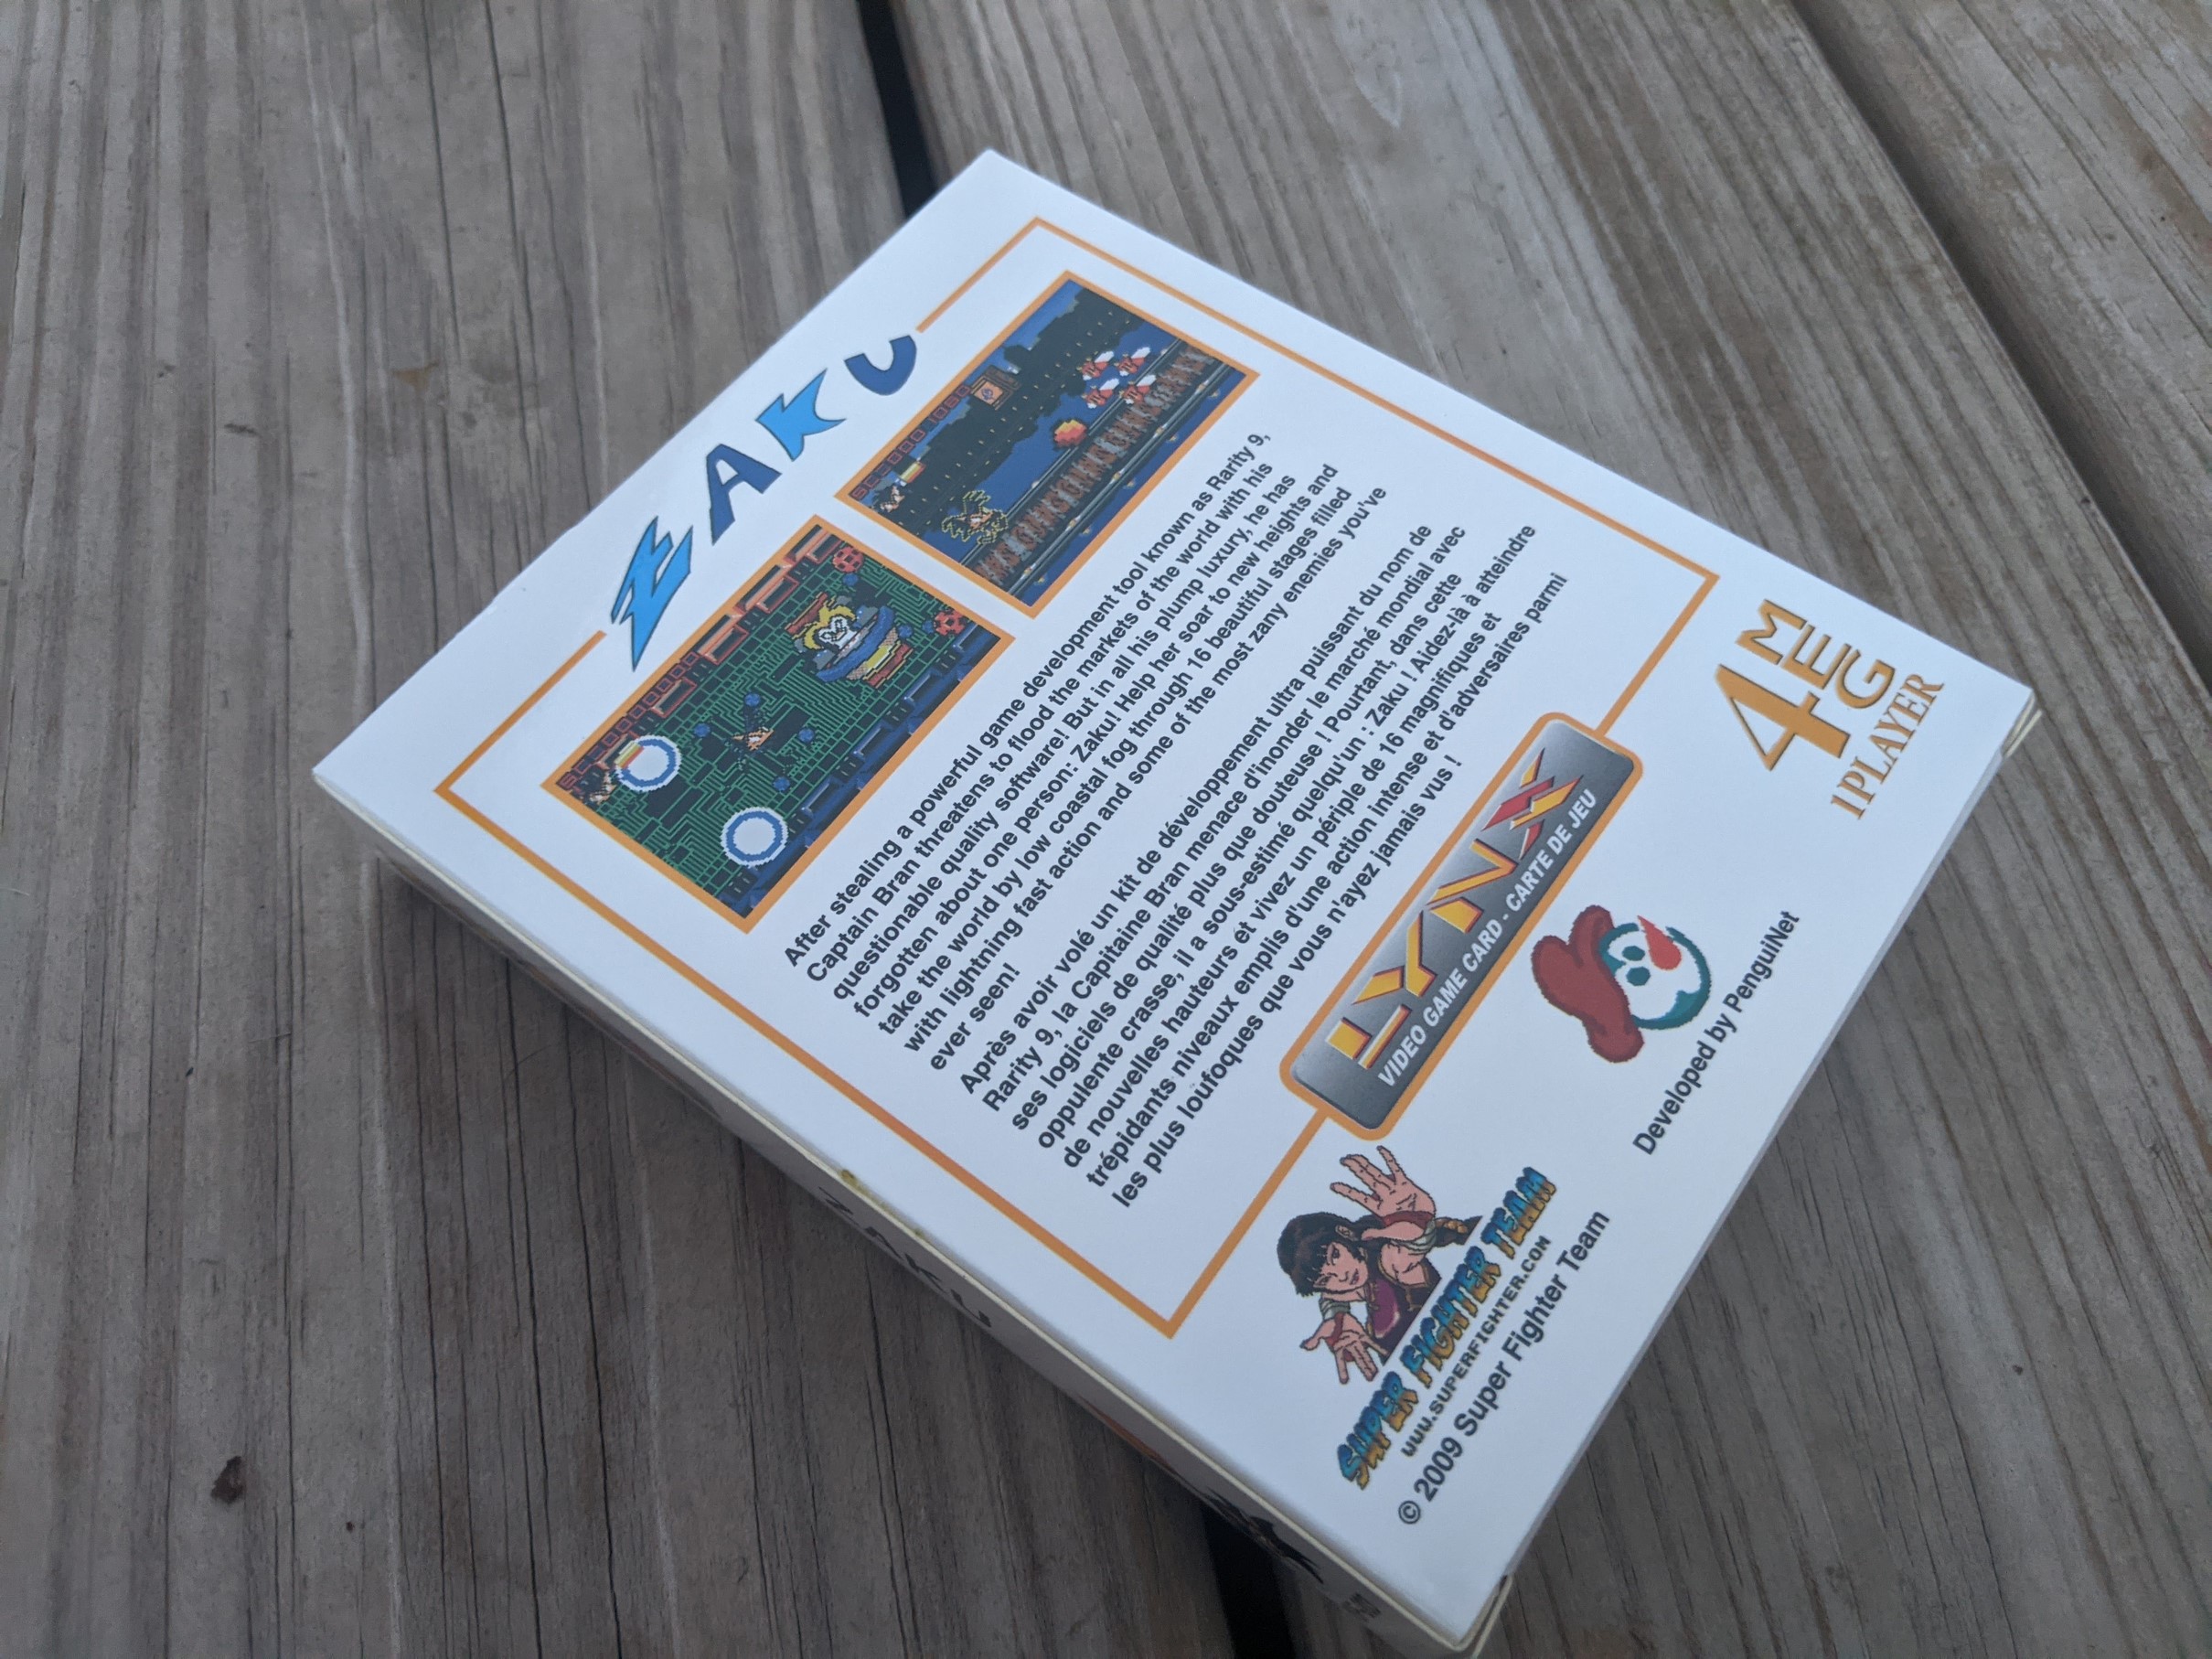 ZAKU
After stealing a powerful game development tool known as Rarity 9,
Captain Bran threatens to flood the markets of the world with his
questionable quality software! But in all his plump luxury, he has
forgotten about one person: Zaku! Help her soar to new heights and
take the world by low coastal fog through 16 beautiful stages filled
with lightning fast action and some of the most zany enemies you've
ever seen!
Après avoir volé un kit de développement ultra puissant du nom de
Rarity 9, la Capitaine Bran menace d'inonder le marché mondial avec
ses logiciels de qualité plus que douteuse ! Pourtant, dans cette
oppulente crasse, il a sous-estimé quelqu'un : Zaku ! Aidez-là à atteindre
de nouvelles hauteurs et vivez un périple de 16 magnifiques et
trépidants niveaux emplis d'une action intense et d'adversaires parmi
les plus loufoques que vous n'ayez jamais vus !
LYNX
VIDEO GAME CARD - CARTE DE JEU
4 MEG
1 PLAYER
SUPER FIGHTER TEAM
WWW.SUPERFIGHTER.COM
© 2009 Super Fighter Team
Developed by PenguiNet
ZAKU